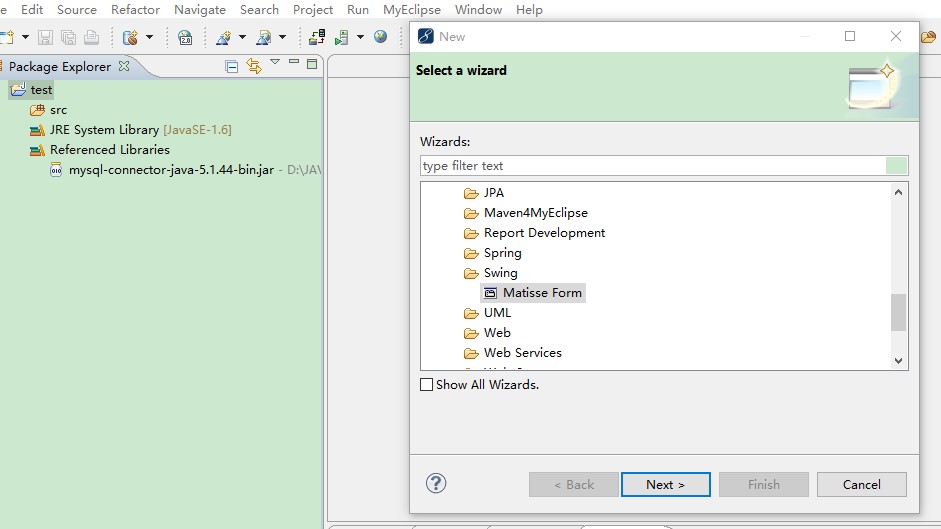 Edit Source Refactor Navigate Search Project Run MyEclipse Window Help
2.0
Package Explorer
test
src
JRE System Library [JavaSE-1.6]
Referenced Libraries
010
mysql-connector-java-5.1.44-bin.jar - D:\JAV
New
Select a wizard
Wizards:
type filter text
JPA
Maven4MyEclipse
Report Development
Spring
Swing
Matisse Form
UML
Web
Web Services
Show All Wizards.
?
< Back Next > Finish Cancel